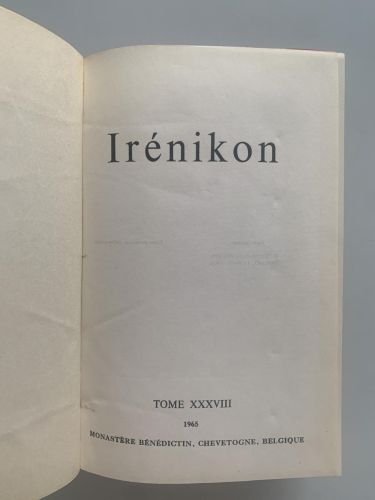 Irénikon
TOME XXXVIII
1965
MONASTÈRE BÉNÉDICTIN, CHEVETOGNE, BELGIQUE